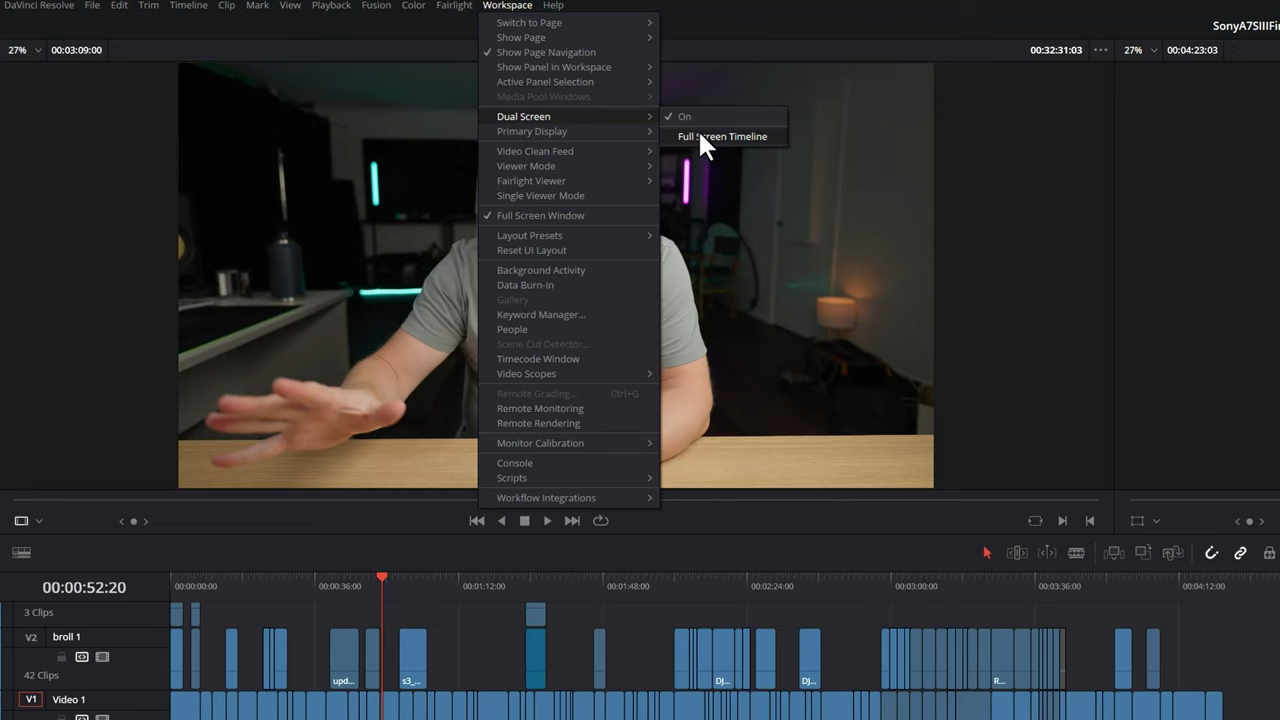 DaVinci Resolve File Edit Trim Timeline Clip Mark View Playback Fusion Color Fairlight Workspace Help
SonyA7SIIIFir
27% 00:03:09:00 00:32:31:03 27% 00:04:23:03
Switch to Page
Show Page
Show Page Navigation
Show Panel in Workspace
Active Panel Selection
Media Pool Windows
Dual Screen
On
Primary Display
Full Screen Timeline
Video Clean Feed
Viewer Mode
Fairlight Viewer
Single Viewer Mode
Full Screen Window
Layout Presets
Reset UI Layout
Background Activity
Data Burn-In
Gallery
Keyword Manager...
People
Scene Cut Detector...
Timecode Window
Video Scopes
Remote Grading... Ctrl+G
Remote Monitoring
Remote Rendering
Monitor Calibration
Console
Scripts
Workflow Integrations
00:00:52:20 00:00:00:00 00:00:36:00 00:01:12:00 00:01:48:00 00:02:24:00 00:03:00:00 00:03:36:00 00:04:12:00
3 Clips
V2 broll 1
42 Clips upd... s3_... DJ... DJ... R...
V1 Video 1